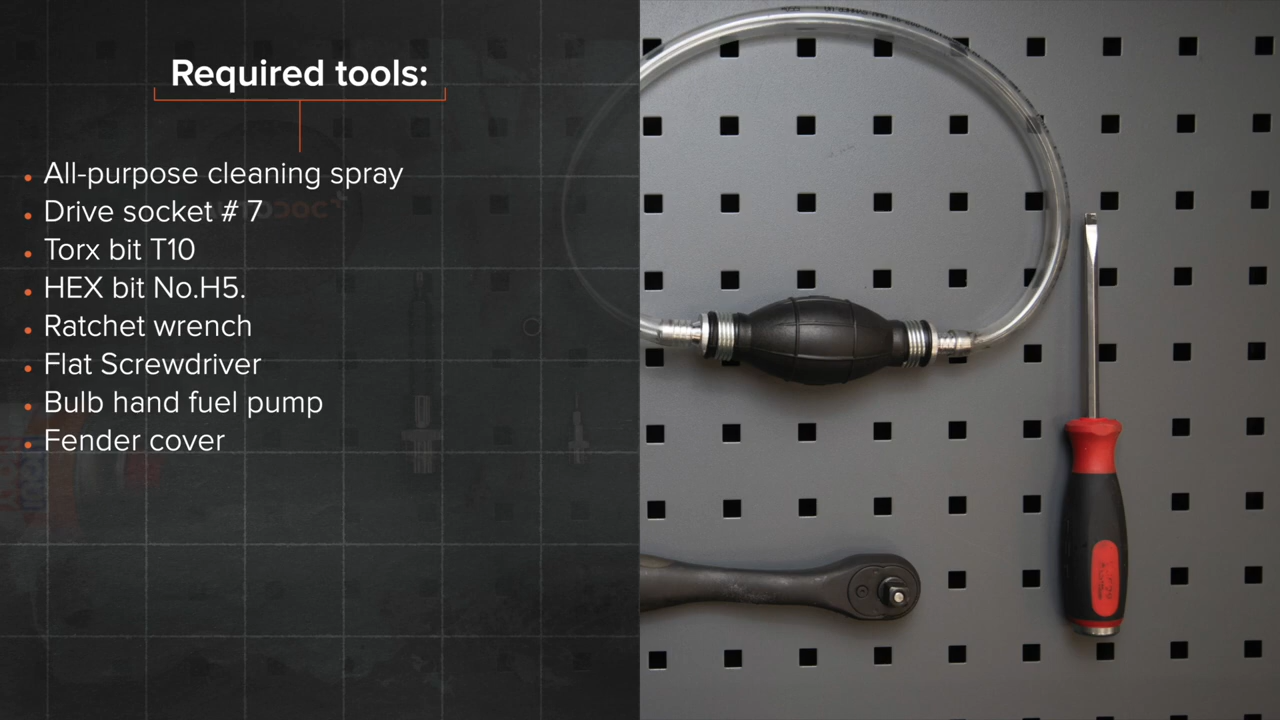 Required tools:
All-purpose cleaning spray
Drive socket # 7
Torx bit T10
HEX bit No.H5.
Ratchet wrench
Flat Screwdriver
Bulb hand fuel pump
Fender cover